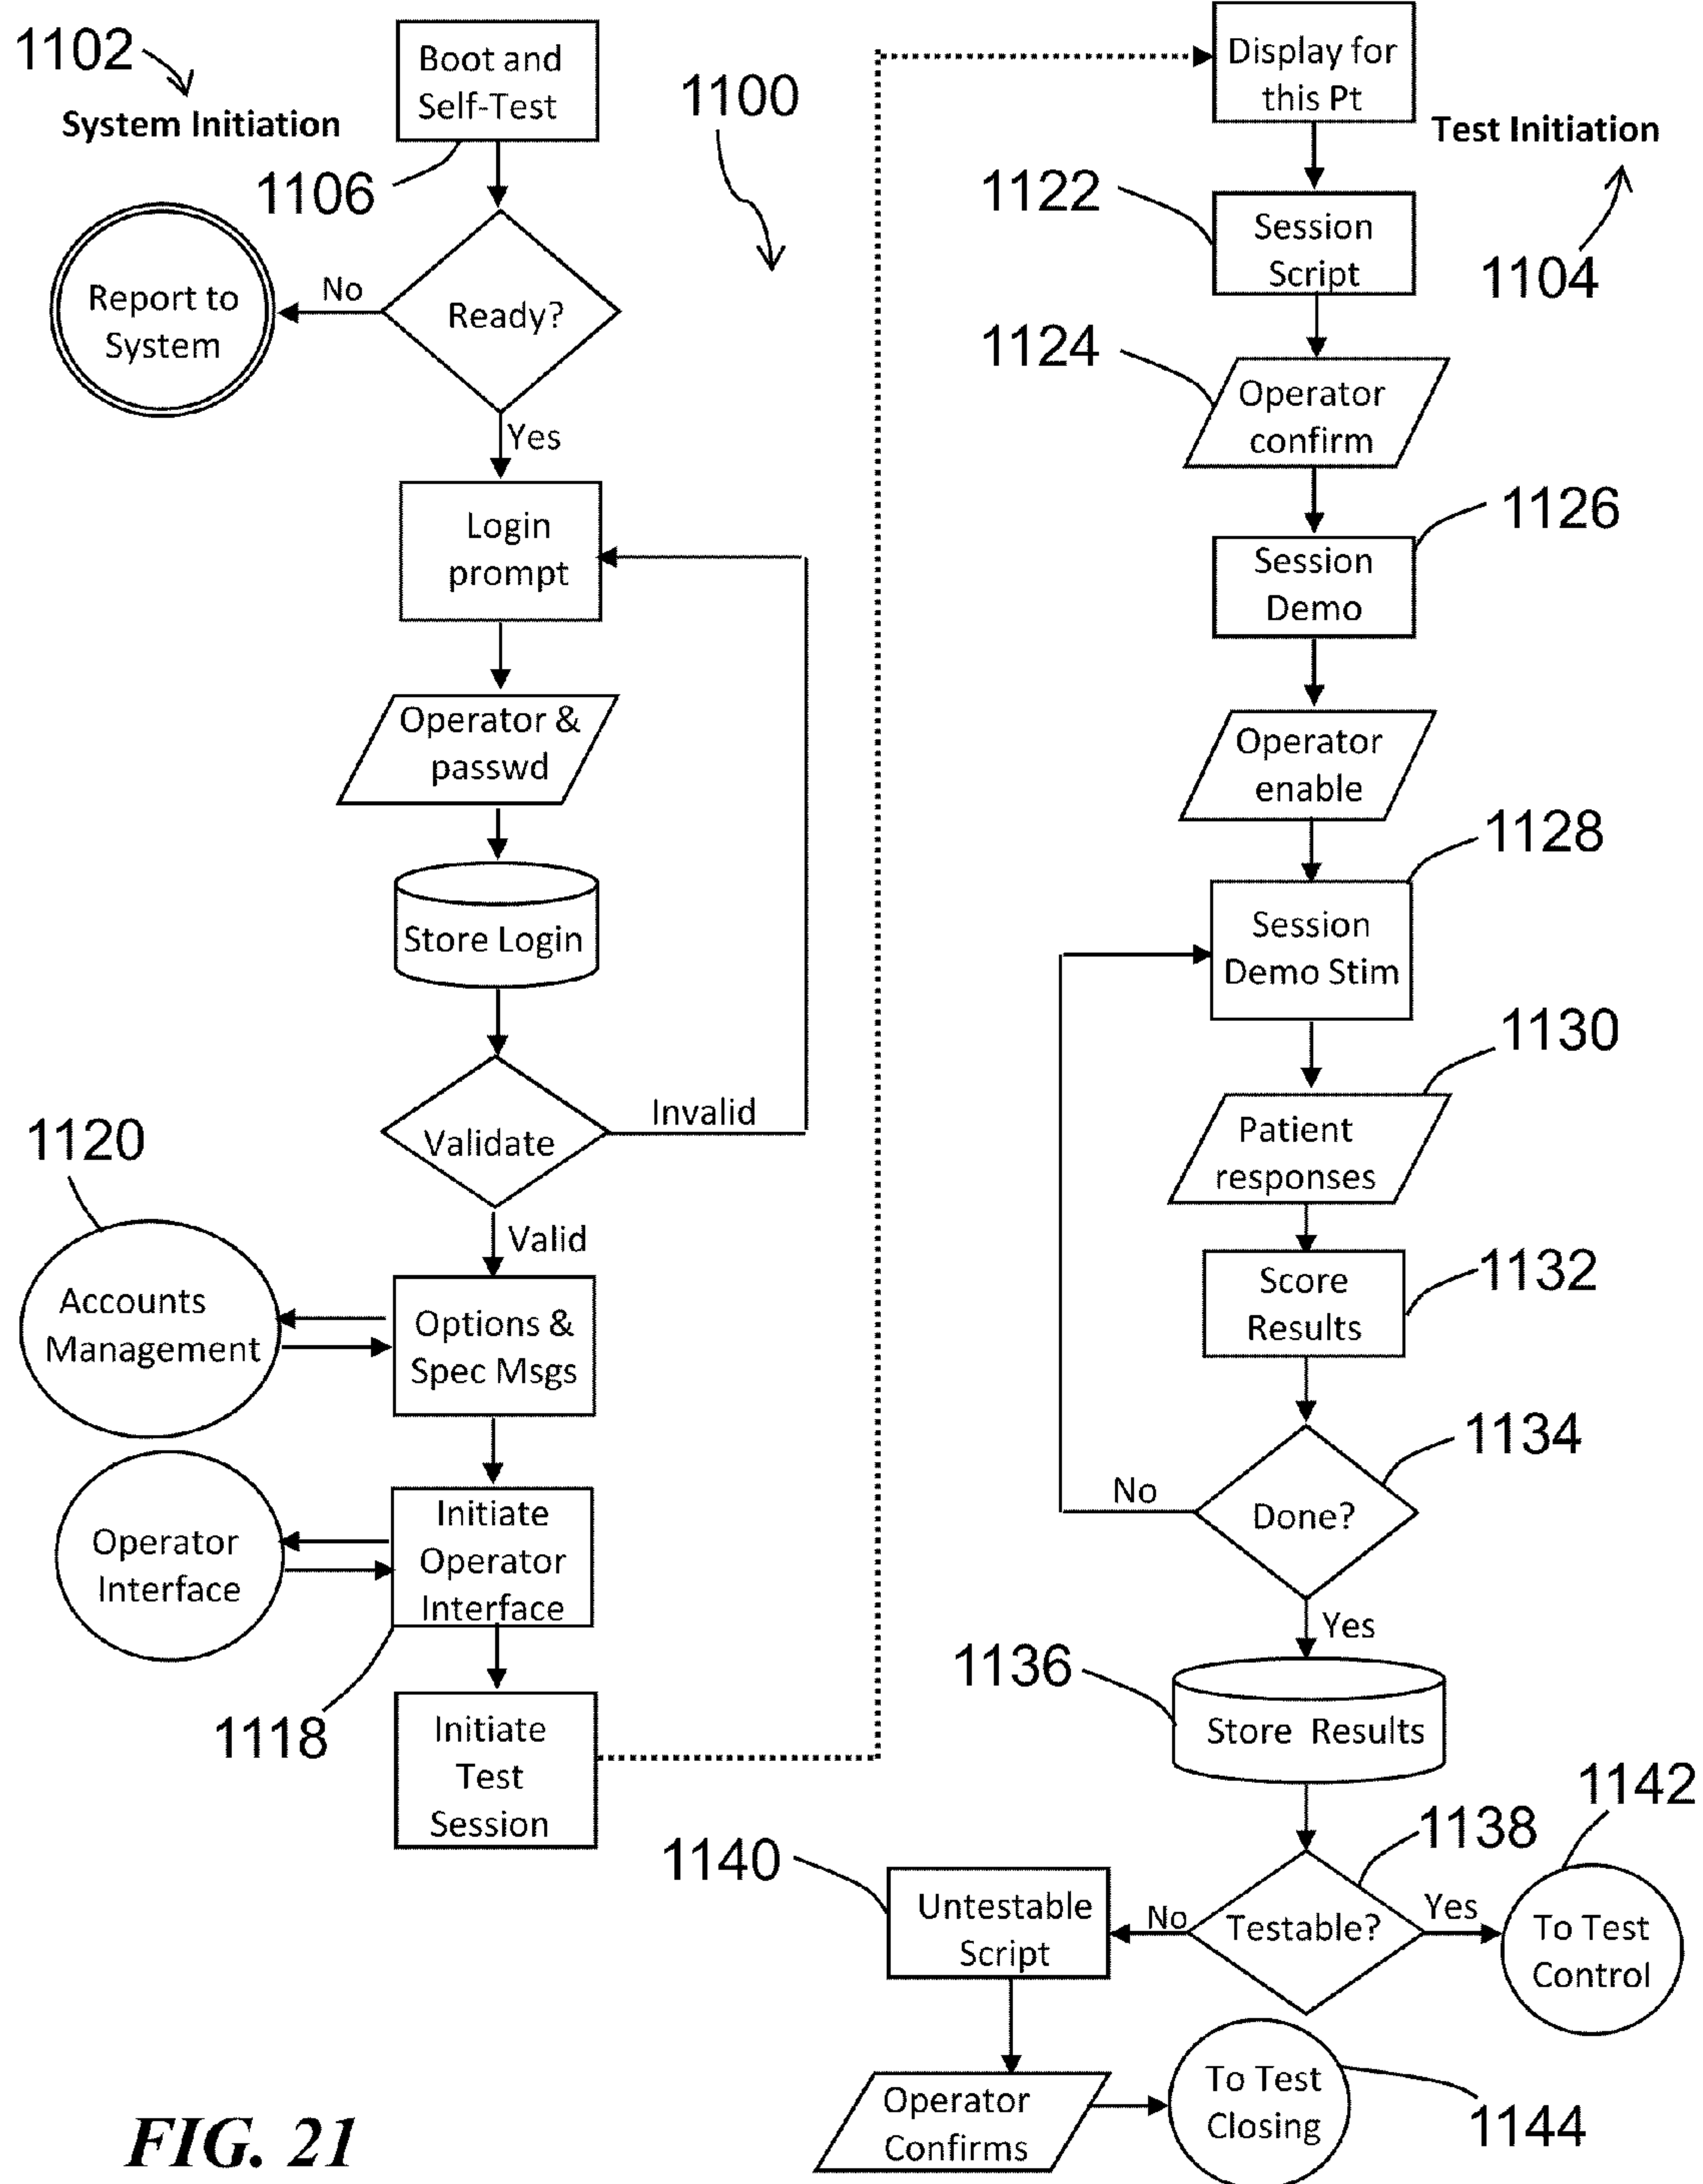 1102
System Initiation
Boot and
Self-Test
1106
1100
Report to
System
No
Ready?
Yes
Login
prompt
Operator &
passwd
Store Login
Validate
Invalid
Valid
1120
Accounts
Management
Options &
Spec Msgs
Operator
Interface
Initiate
Operator
Interface
1118
Initiate
Test
Session
Display for
this Pt
Test Initiation
1104
1122
Session
Script
1124
Operator
confirm
1126
Session
Demo
Operator
enable
1128
Session
Demo Stim
1130
Patient
responses
1132
Score
Results
1134
Done?
No
Yes
1136
Store Results
1138
Testable?
No
Yes
1142
To Test
Control
1140
Untestable
Script
Operator
Confirms
To Test
Closing
1144
FIG. 21